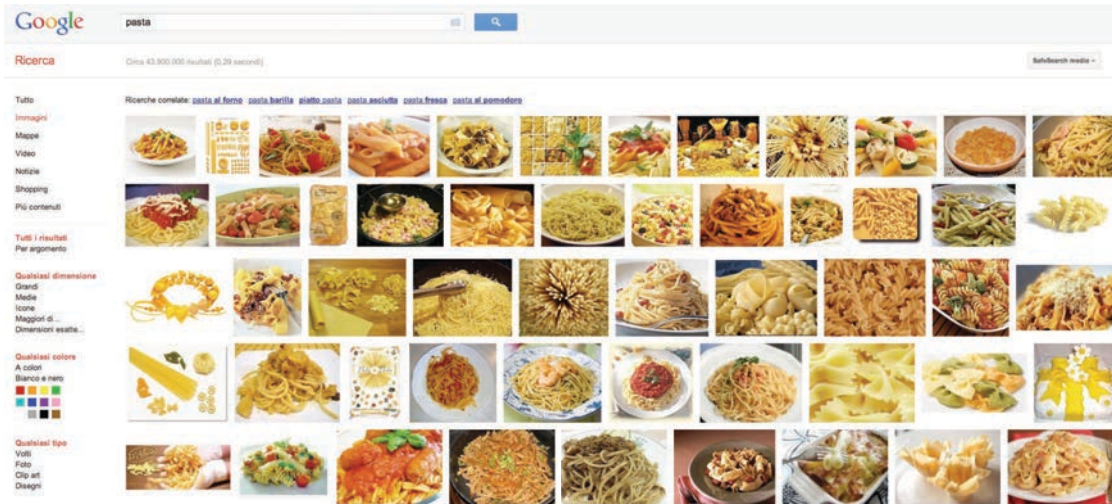 Google
pasta
Ricerca
Circa 43.900.000 risultati (0,29 secondi)
SafeSearch media
Ricerche correlate: pasta al forno pasta barilla piatto pasta pasta asciutta pasta fresca pasta al pomodoro
Tutto
Immagini
Mappe
Video
Notizie
Shopping
Più contenuti
Tutti i risultati
Per argomento
Qualsiasi dimensione
Grandi
Medie
Icone
Maggiori di...
Dimensioni esatte...
Qualsiasi colore
A colori
Bianco e nero
Qualsiasi tipo
Volti
Foto
Clip art
Disegni